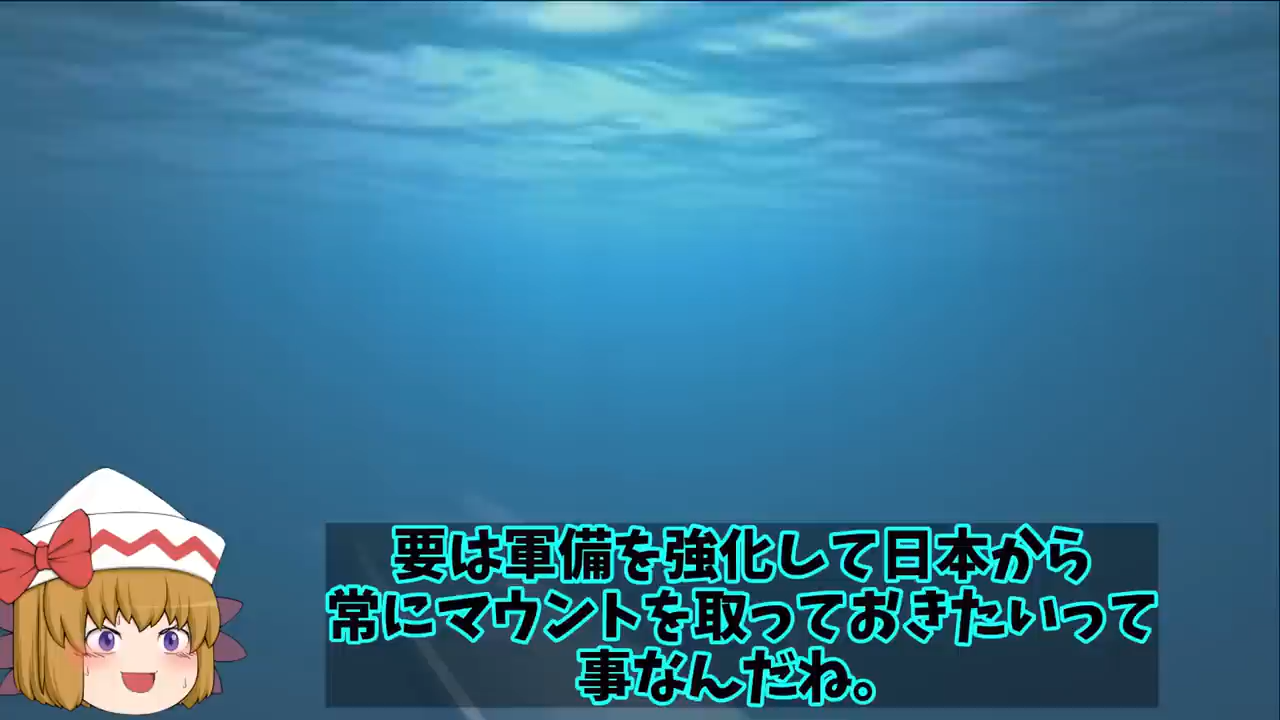 要は軍備を強化して日本から
常にマウントを取っておきたいって
事なんだね。